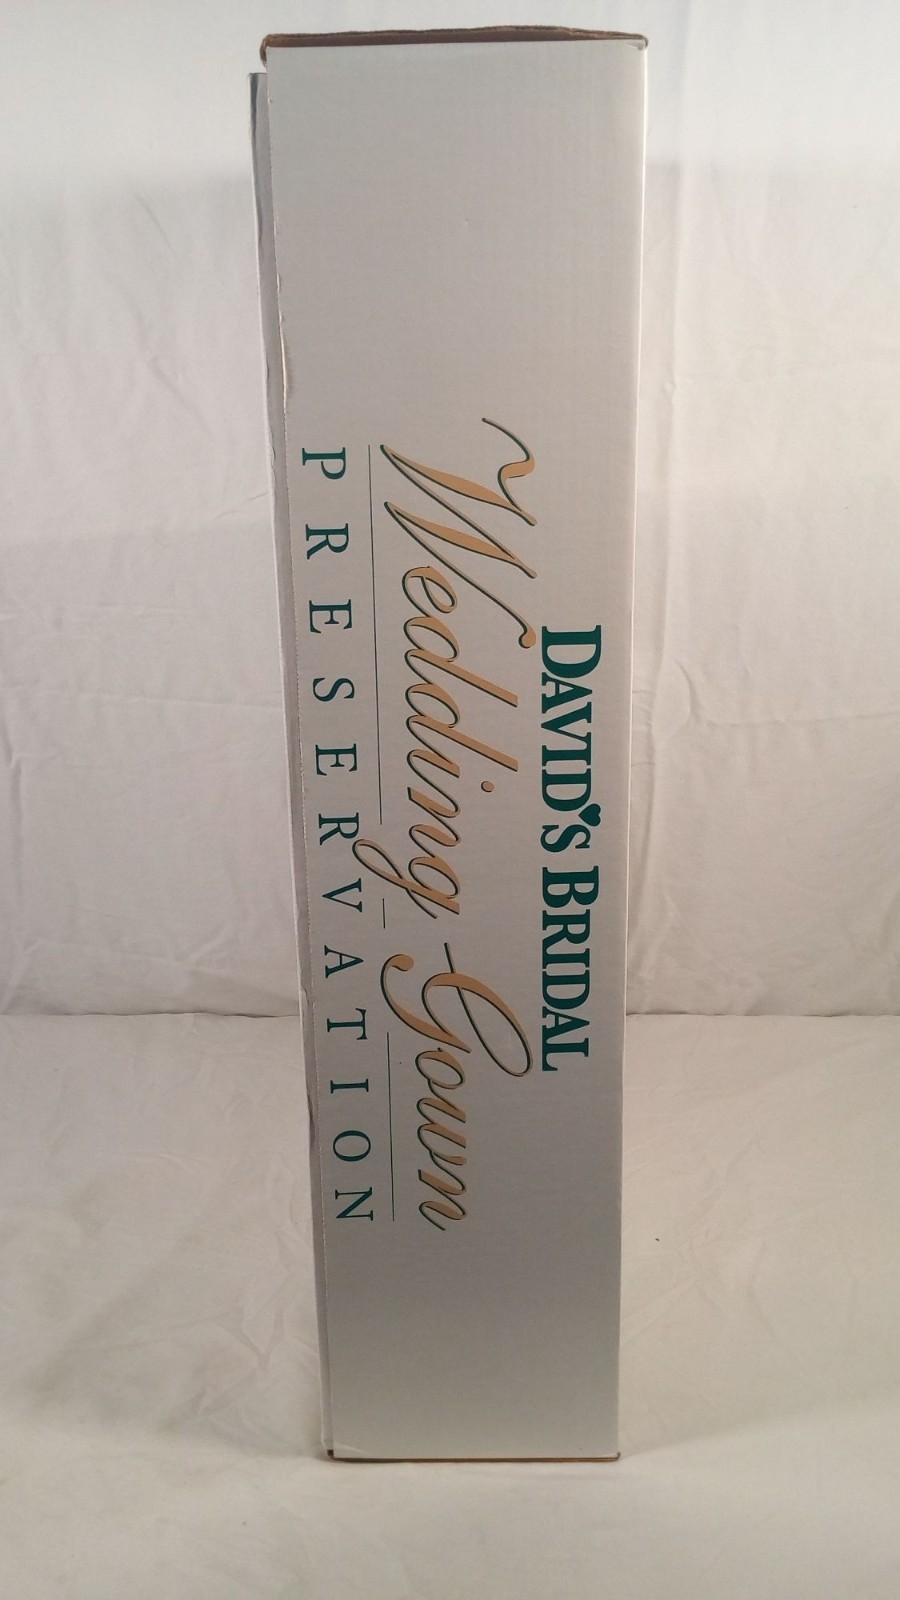 DAVID'S BRIDAL
Wedding Gown
PRESERVATION